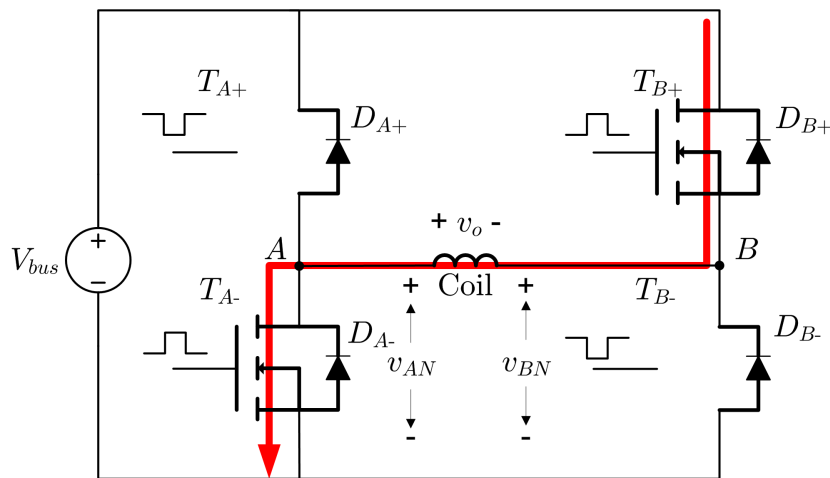 T_{A+}
T_{B+}
D_{A+}
D_{B+}
+ v_o -
V_{bus}
+
−
A
B
Coil
T_{A-}
T_{B-}
+
+
D_{A-}
D_{B-}
v_{AN}
v_{BN}
-
-